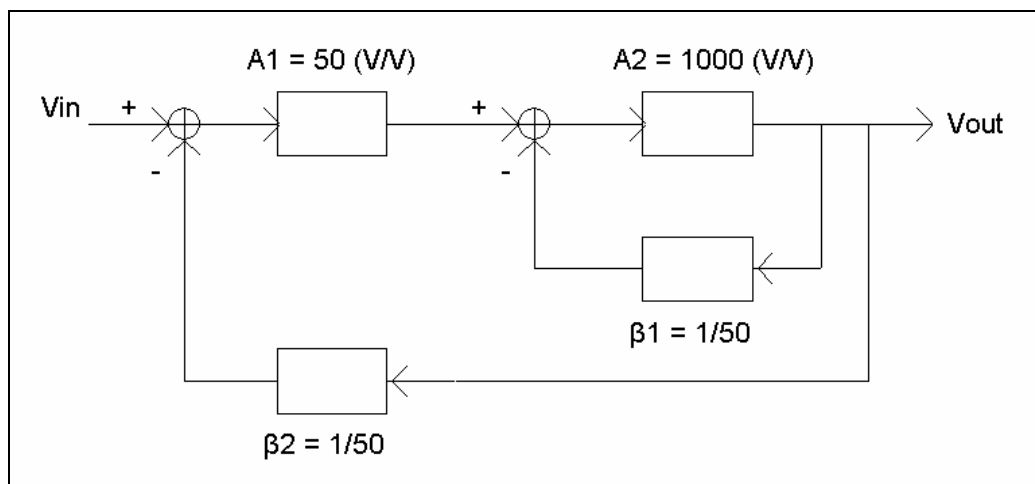 A1 = 50 (V/V)
A2 = 1000 (V/V)
Vin
+
+
Vout
-
-
β1 = 1/50
β2 = 1/50